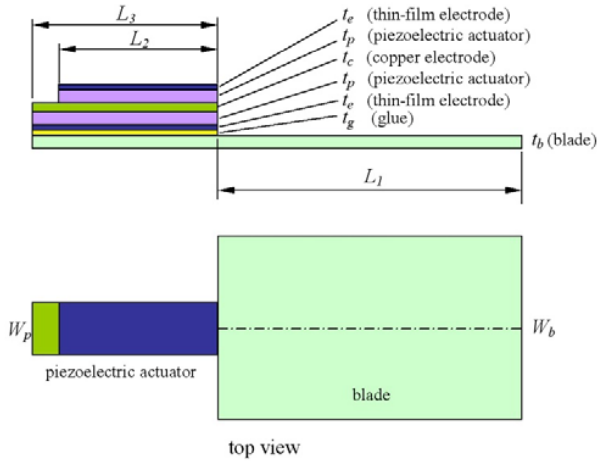 L3
L2
te (thin-film electrode)
tp (piezoelectric actuator)
tc (copper electrode)
tp (piezoelectric actuator)
te (thin-film electrode)
tg (glue)
tb (blade)
L1
Wp
Wb
piezoelectric actuator
blade
top view